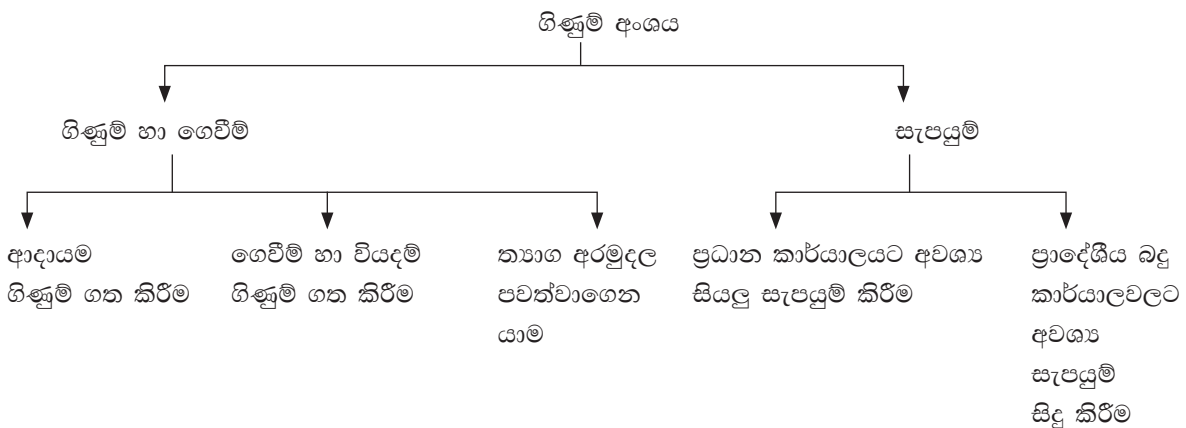 ගිණුම් අංශය
ගිණුම් හා ගෙවීම්
සැපයුම්
ආදායම
ගිණුම් ගත කිරීම
ගෙවීම් හා වියදම්
ගිණුම් ගත කිරීම
ත්‍යාග අරමුදල
පවත්වාගෙන
යාම
ප්‍රධාන කාර්යාලයට අවශ්‍ය
සියලු සැපයුම් කිරීම
ප්‍රාදේශීය බදු
කාර්යාලවලට
අවශ්‍ය
සැපයුම්
සිදු කිරීම